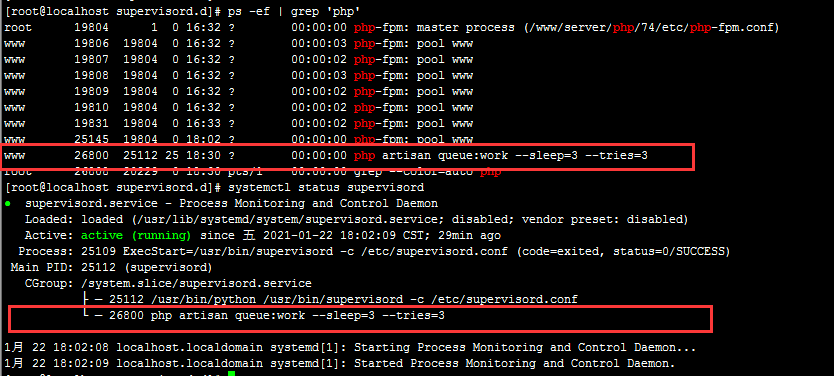 [root@localhost supervisord.d]# ps -ef | grep 'php'
root 19804 1 0 16:32 ? 00:00:00 php-fpm: master process (/www/server/php/74/etc/php-fpm.conf)
www 19806 19804 0 16:32 ? 00:00:03 php-fpm: pool www
www 19807 19804 0 16:32 ? 00:00:02 php-fpm: pool www
www 19808 19804 0 16:32 ? 00:00:03 php-fpm: pool www
www 19809 19804 0 16:32 ? 00:00:02 php-fpm: pool www
www 19810 19804 0 16:32 ? 00:00:02 php-fpm: pool www
www 19831 19804 0 16:33 ? 00:00:02 php-fpm: pool www
www 25145 19804 0 18:02 ? 00:00:00 php-fpm: pool www
www 26800 25112 25 18:30 ? 00:00:00 php artisan queue:work --sleep=3 --tries=3
root 26808 20229 0 18:30 pts/1 00:00:00 grep --color=auto php
[root@localhost supervisord.d]# systemctl status supervisord
● supervisord.service - Process Monitoring and Control Daemon
Loaded: loaded (/usr/lib/systemd/system/supervisord.service; disabled; vendor preset: disabled)
Active: active (running) since 五 2021-01-22 18:02:09 CST; 29min ago
Process: 25109 ExecStart=/usr/bin/supervisord -c /etc/supervisord.conf (code=exited, status=0/SUCCESS)
Main PID: 25112 (supervisord)
CGroup: /system.slice/supervisord.service
├─ 25112 /usr/bin/python /usr/bin/supervisord -c /etc/supervisord.conf
└─ 26800 php artisan queue:work --sleep=3 --tries=3
1月 22 18:02:08 localhost.localdomain systemd[1]: Starting Process Monitoring and Control Daemon...
1月 22 18:02:09 localhost.localdomain systemd[1]: Started Process Monitoring and Control Daemon.